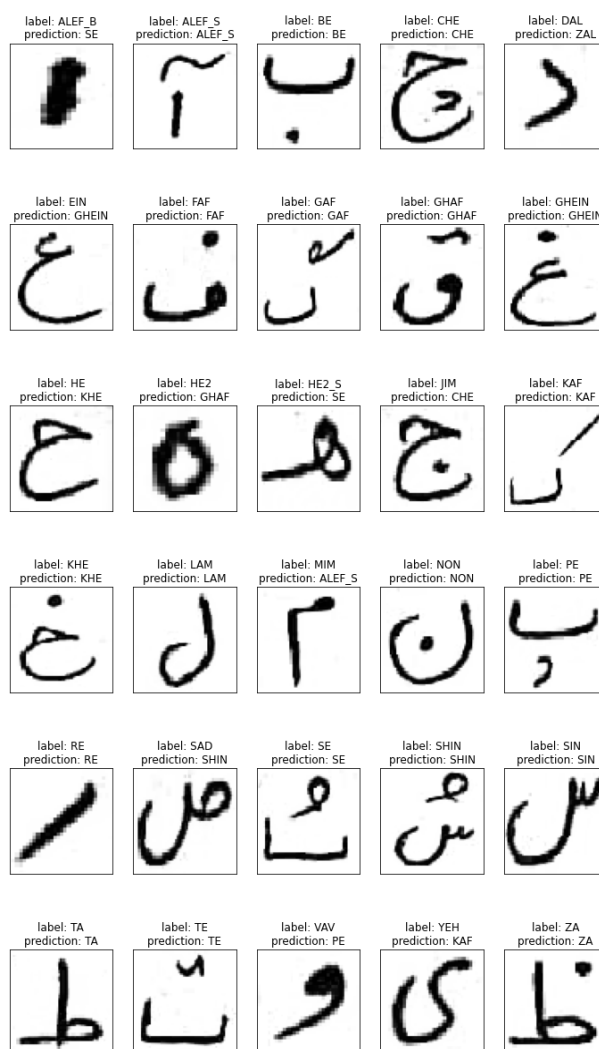 label: ALEF_B label: ALEF_S label: BE label: CHE label: DAL
prediction: SE prediction: ALEF_S prediction: BE prediction: CHE prediction: ZAL
ا آ ب چ د
label: EIN label: FAF label: GAF label: GHAF label: GHEIN
prediction: GHEIN prediction: FAF prediction: GAF prediction: GHAF prediction: GHEIN
ع ف گ ق غ
label: HE label: HE2 label: HE2_S label: JIM label: KAF
prediction: KHE prediction: GHAF prediction: SE prediction: CHE prediction: KAF
ح ه هـ ج ک
label: KHE label: LAM label: MIM label: NON label: PE
prediction: KHE prediction: LAM prediction: ALEF_S prediction: NON prediction: PE
خ ل م ن پ
label: RE label: SAD label: SE label: SHIN label: SIN
prediction: RE prediction: SHIN prediction: SE prediction: SHIN prediction: SIN
ر ص ث ش س
label: TA label: TE label: VAV label: YEH label: ZA
prediction: TA prediction: TE prediction: PE prediction: KAF prediction: ZA
ط ت و ی ظ